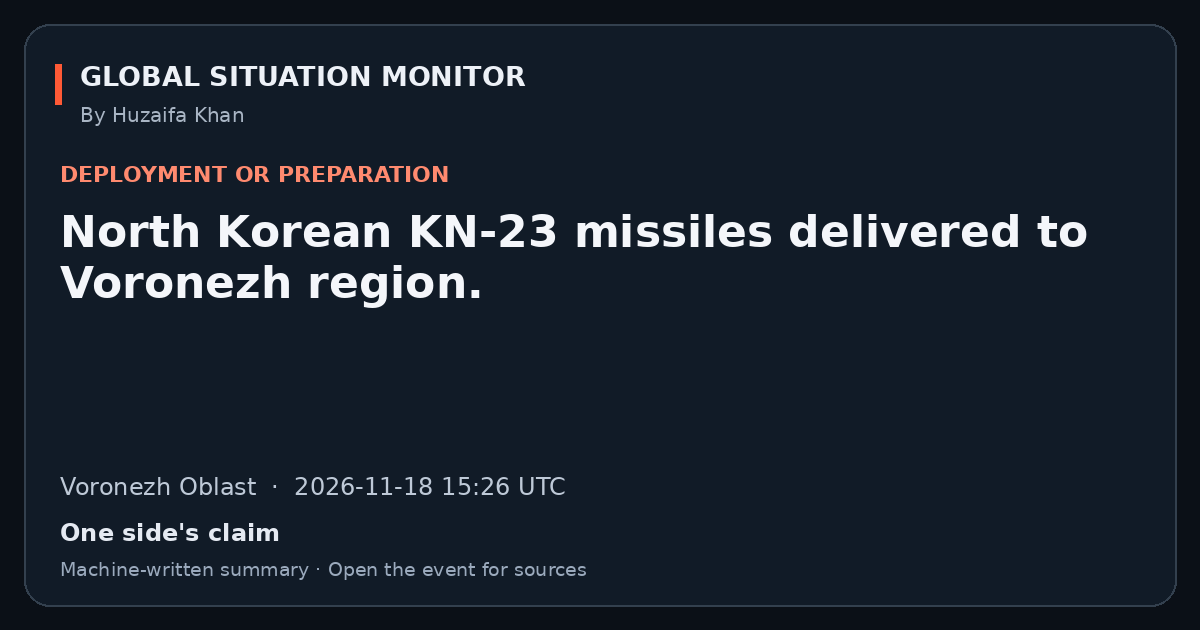 GLOBAL SITUATION MONITOR
By Huzaifa Khan
DEPLOYMENT OR PREPARATION
North Korean KN-23 missiles delivered to
Voronezh region.
Voronezh Oblast · 2026-11-18 15:26 UTC
One side's claim
Machine-written summary · Open the event for sources